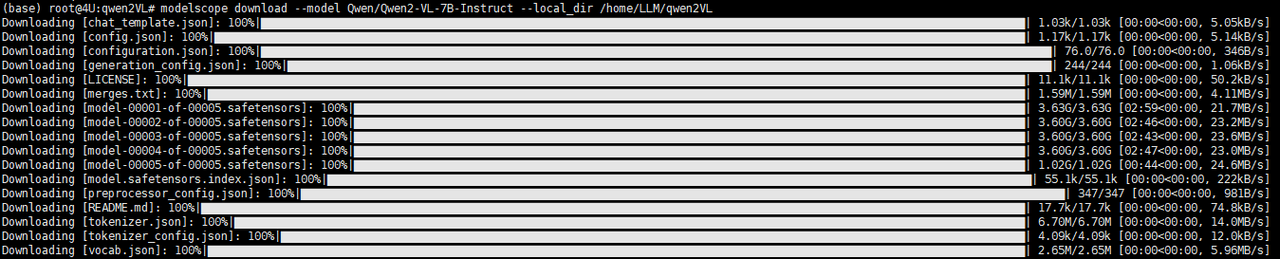 (base) root@4U:qwen2VL# modelscope download --model Qwen/Qwen2-VL-7B-Instruct --local_dir /home/LLM/qwen2VL
Downloading [chat_template.json]: 100%| | 1.03k/1.03k [00:00<00:00, 5.05kB/s]
Downloading [config.json]: 100%| | 1.17k/1.17k [00:00<00:00, 5.14kB/s]
Downloading [configuration.json]: 100%| | 76.0/76.0 [00:00<00:00, 346B/s]
Downloading [generation_config.json]: 100%| | 244/244 [00:00<00:00, 1.06kB/s]
Downloading [LICENSE]: 100%| | 11.1k/11.1k [00:00<00:00, 50.2kB/s]
Downloading [merges.txt]: 100%| | 1.59M/1.59M [00:00<00:00, 4.11MB/s]
Downloading [model-00001-of-00005.safetensors]: 100%| | 3.63G/3.63G [02:59<00:00, 21.7MB/s]
Downloading [model-00002-of-00005.safetensors]: 100%| | 3.60G/3.60G [02:46<00:00, 23.2MB/s]
Downloading [model-00003-of-00005.safetensors]: 100%| | 3.60G/3.60G [02:43<00:00, 23.6MB/s]
Downloading [model-00004-of-00005.safetensors]: 100%| | 3.60G/3.60G [02:47<00:00, 23.0MB/s]
Downloading [model-00005-of-00005.safetensors]: 100%| | 1.02G/1.02G [00:44<00:00, 24.6MB/s]
Downloading [model.safetensors.index.json]: 100%| | 55.1k/55.1k [00:00<00:00, 222kB/s]
Downloading [preprocessor_config.json]: 100%| | 347/347 [00:00<00:00, 981B/s]
Downloading [README.md]: 100%| | 17.7k/17.7k [00:00<00:00, 74.8kB/s]
Downloading [tokenizer.json]: 100%| | 6.70M/6.70M [00:00<00:00, 14.0MB/s]
Downloading [tokenizer_config.json]: 100%| | 4.09k/4.09k [00:00<00:00, 12.0kB/s]
Downloading [vocab.json]: 100%| | 2.65M/2.65M [00:00<00:00, 5.96MB/s]